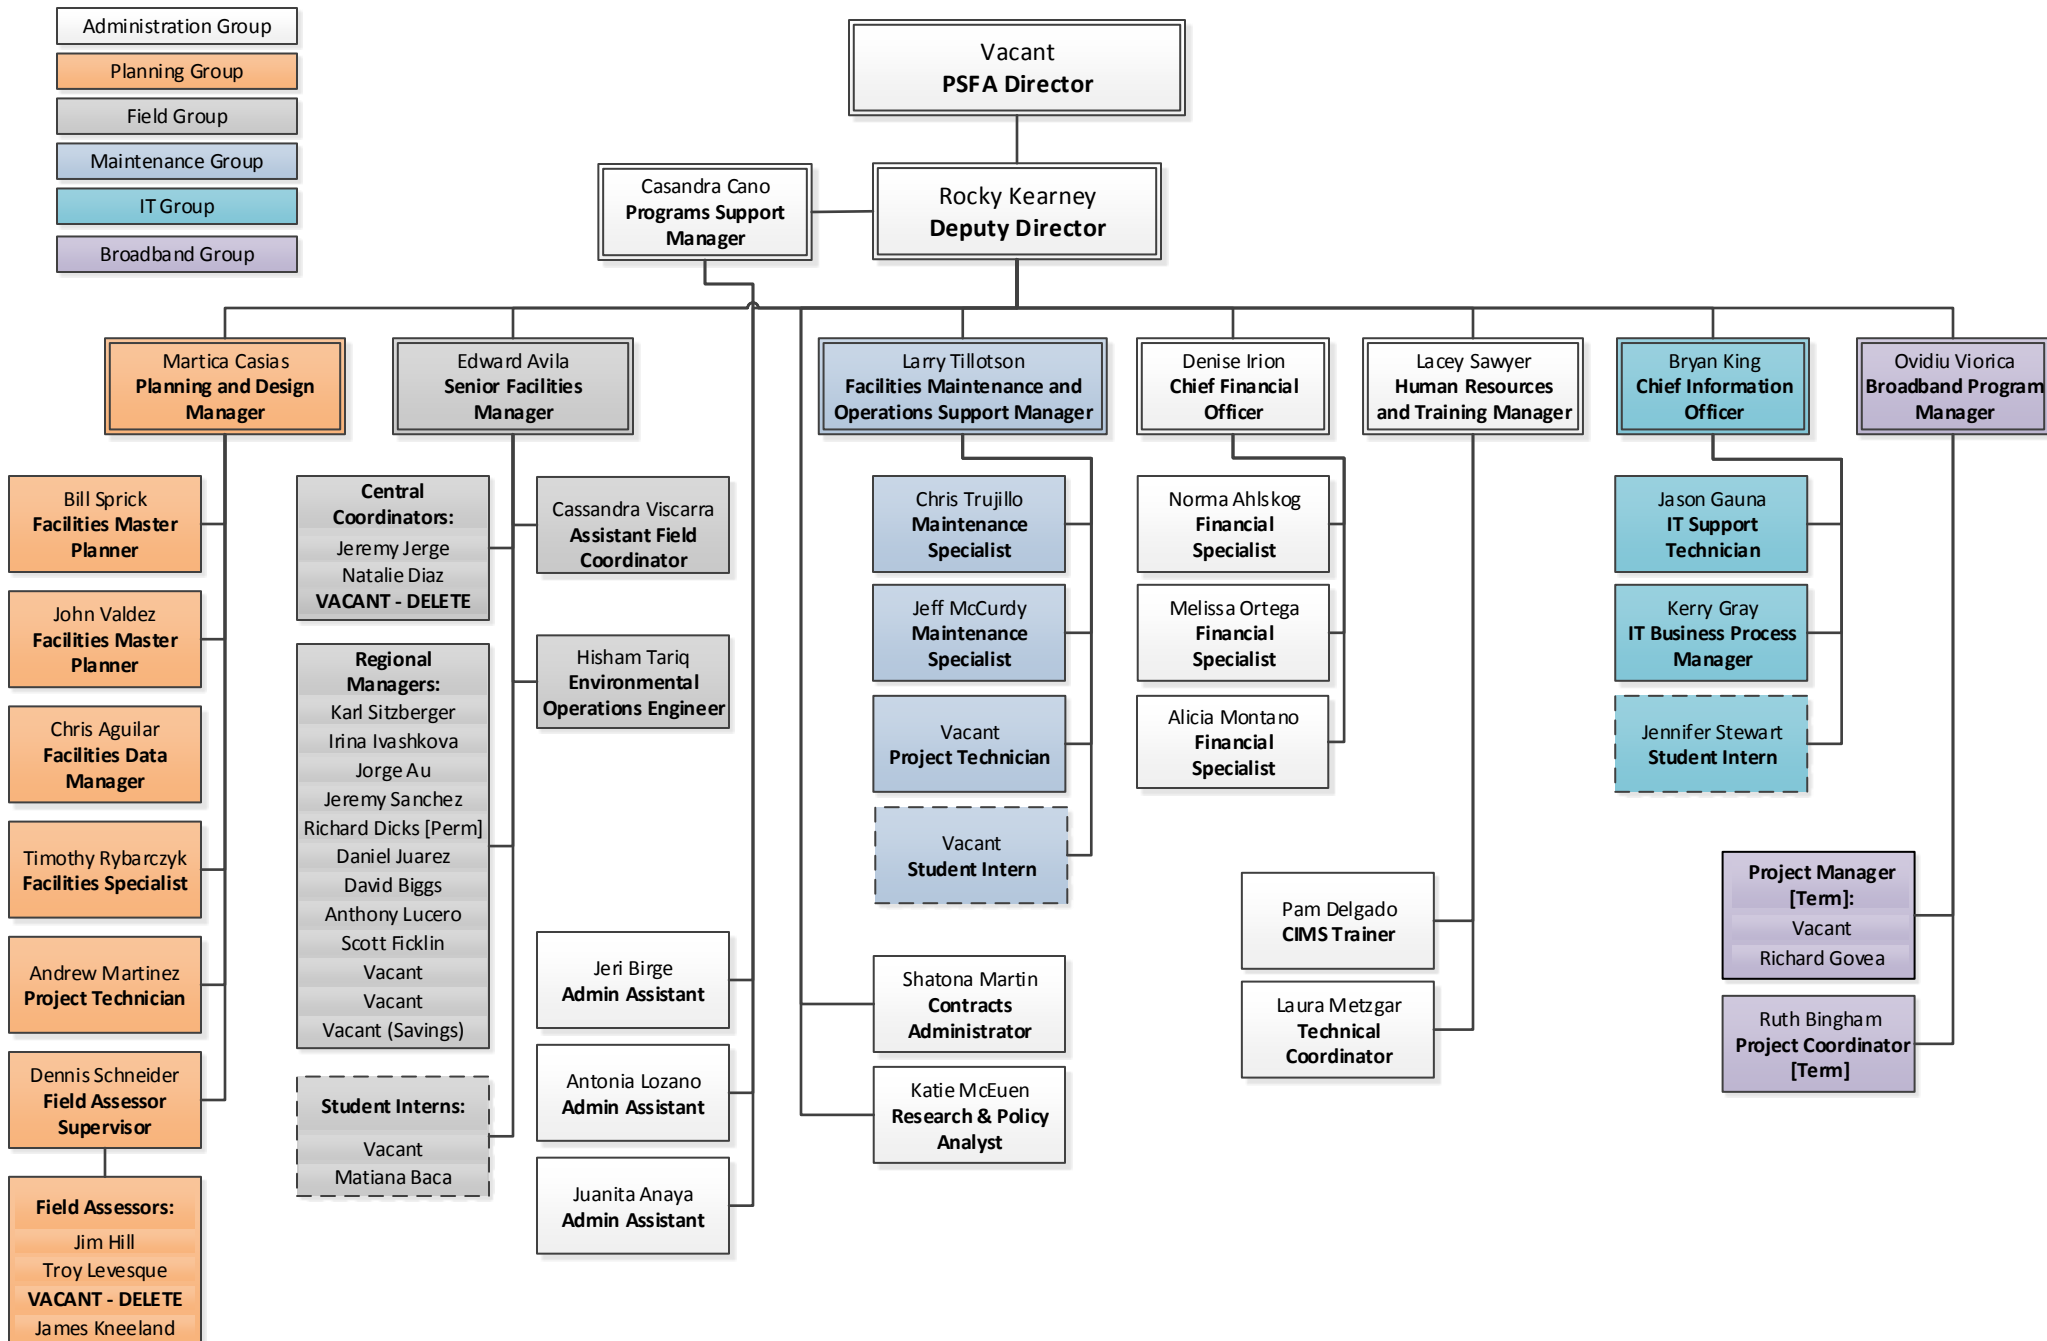 Administration Group
Planning Group
Field Group
Maintenance Group
IT Group
Broadband Group
Vacant
PSFA Director
Casandra Cano
Programs Support
Manager
Rocky Kearney
Deputy Director
Martica Casias
Planning and Design
Manager
Edward Avila
Senior Facilities
Manager
Larry Tillotson
Facilities Maintenance and
Operations Support Manager
Denise Irion
Chief Financial
Officer
Lacey Sawyer
Human Resources
and Training Manager
Bryan King
Chief Information
Officer
Ovidiu Viorica
Broadband Program
Manager
Bill Sprick
Facilities Master
Planner
John Valdez
Facilities Master
Planner
Chris Aguilar
Facilities Data
Manager
Timothy Rybarczyk
Facilities Specialist
Andrew Martinez
Project Technician
Dennis Schneider
Field Assessor
Supervisor
Field Assessors:
Jim Hill
Troy Levesque
VACANT - DELETE
James Kneeland
Central
Coordinators:
Jeremy Jerge
Natalie Diaz
VACANT - DELETE
Regional
Managers:
Karl Sitzberger
Irina Ivashkova
Jorge Au
Jeremy Sanchez
Richard Dicks [Perm]
Daniel Juarez
David Biggs
Anthony Lucero
Scott Ficklin
Vacant
Vacant
Vacant (Savings)
Student Interns:
Vacant
Matiana Baca
Cassandra Viscarra
Assistant Field
Coordinator
Hisham Tariq
Environmental
Operations Engineer
Jeri Birge
Admin Assistant
Antonia Lozano
Admin Assistant
Juanita Anaya
Admin Assistant
Chris Trujillo
Maintenance
Specialist
Jeff McCurdy
Maintenance
Specialist
Vacant
Project Technician
Vacant
Student Intern
Shatona Martin
Contracts
Administrator
Katie McEuen
Research & Policy
Analyst
Norma Ahlskog
Financial
Specialist
Melissa Ortega
Financial
Specialist
Alicia Montano
Financial
Specialist
Pam Delgado
CIMS Trainer
Laura Metzgar
Technical
Coordinator
Jason Gauna
IT Support
Technician
Kerry Gray
IT Business Process
Manager
Jennifer Stewart
Student Intern
Project Manager
[Term]:
Vacant
Richard Govea
Ruth Bingham
Project Coordinator
[Term]